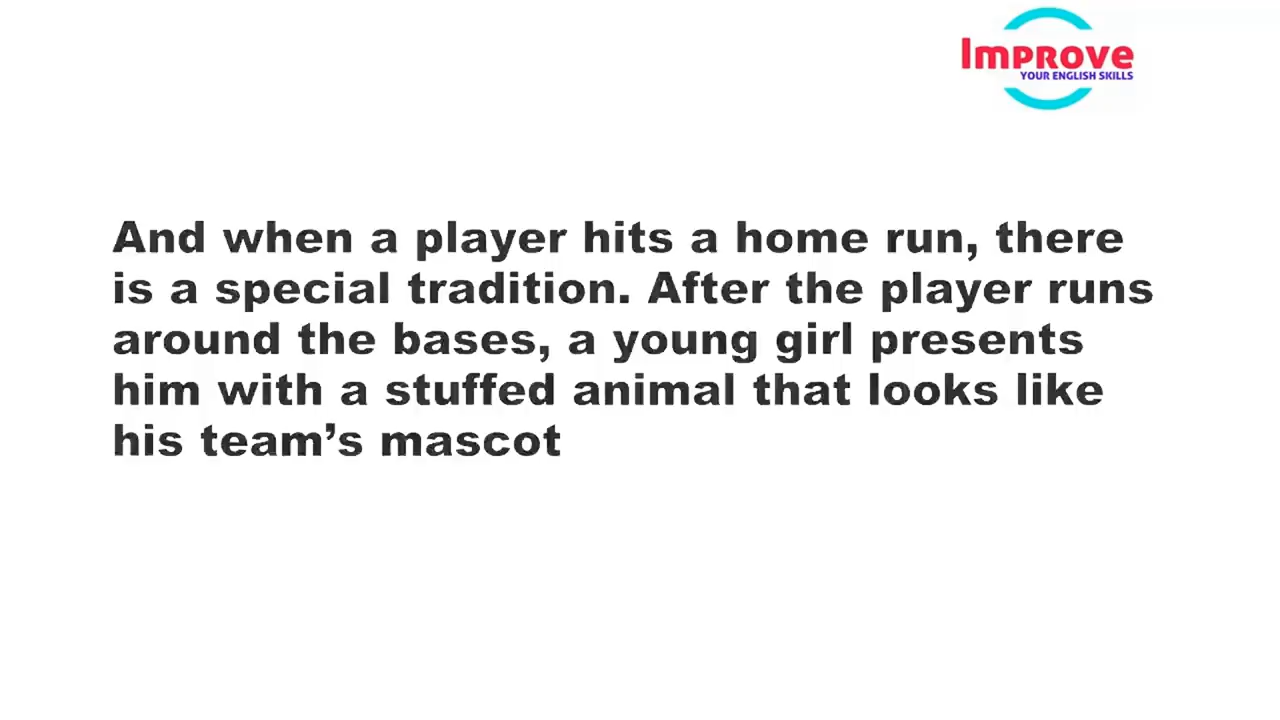 Improve
YOUR ENGLISH SKILLS
And when a player hits a home run, there
is a special tradition. After the player runs
around the bases, a young girl presents
him with a stuffed animal that looks like
his team’s mascot